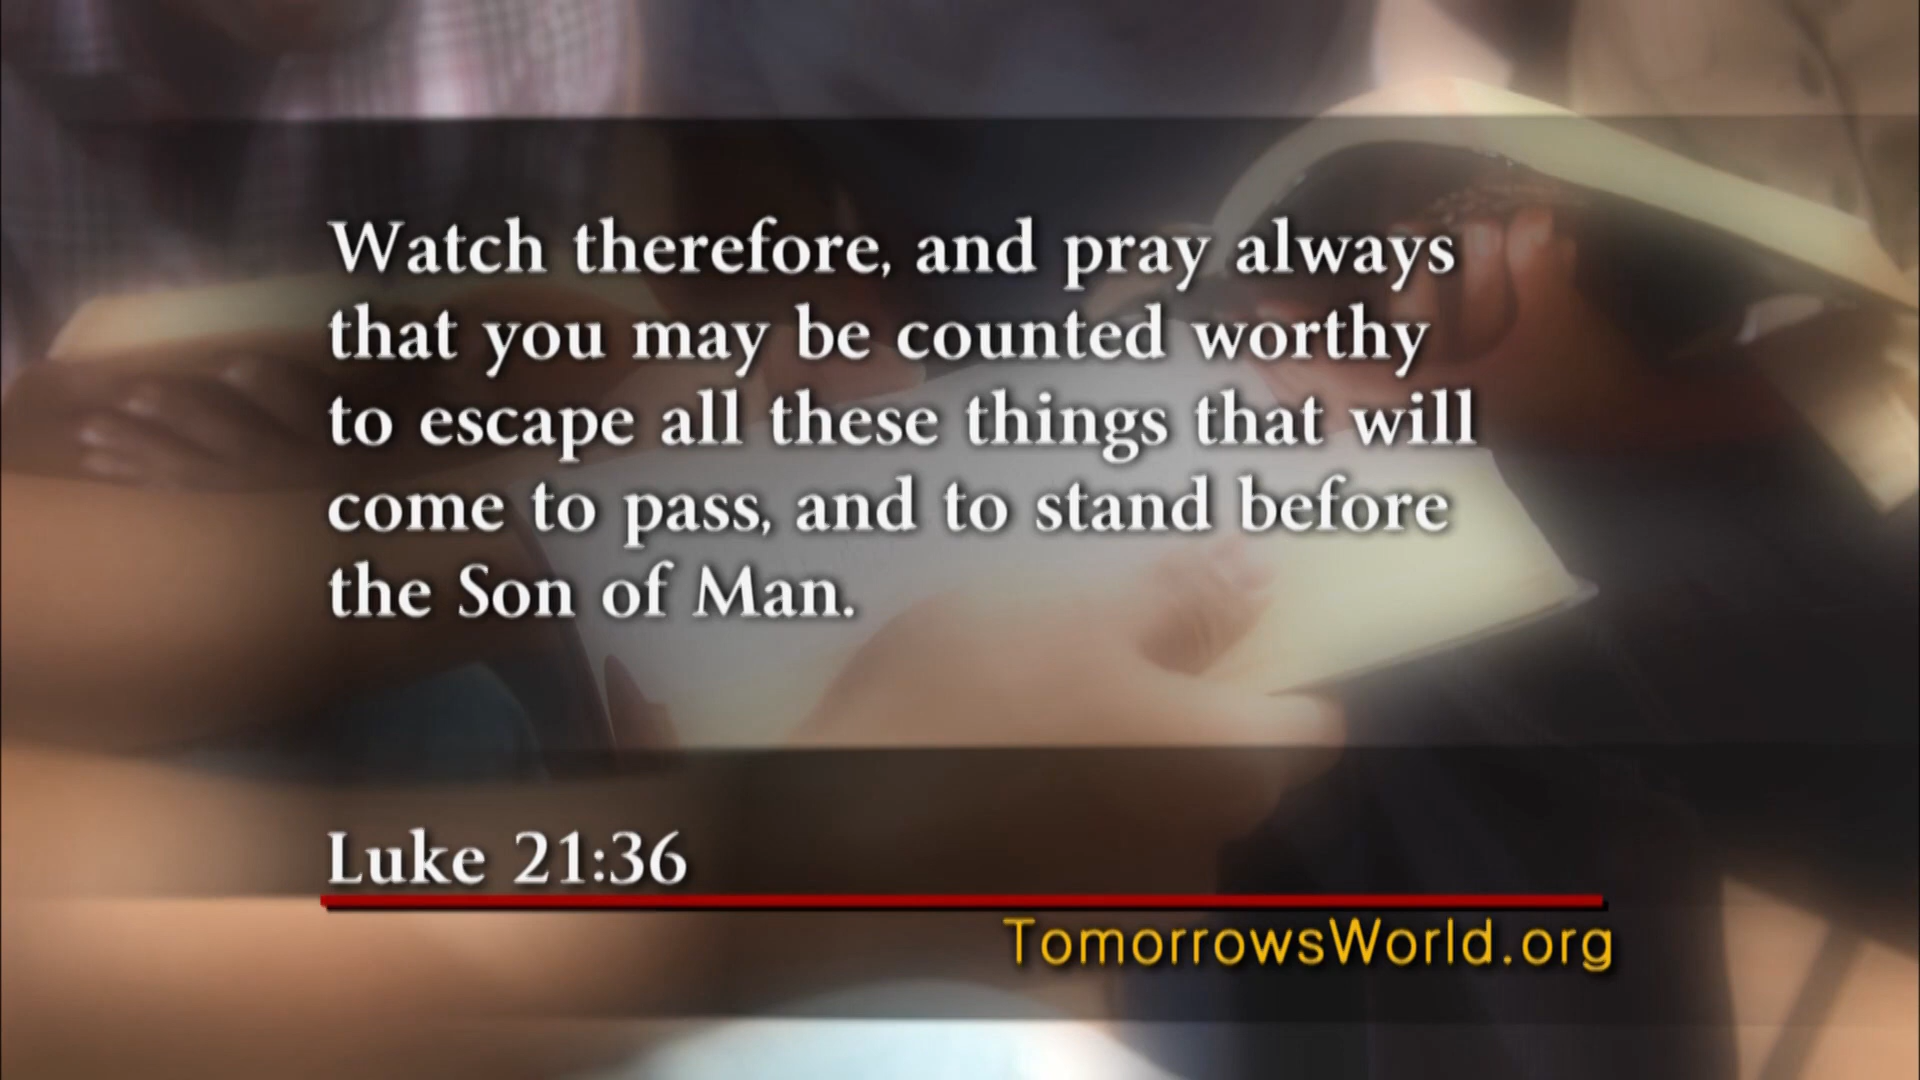 Watch therefore, and pray always
that you may be counted worthy
to escape all these things that will
come to pass, and to stand before
the Son of Man.
Luke 21:36
TomorrowsWorld.org